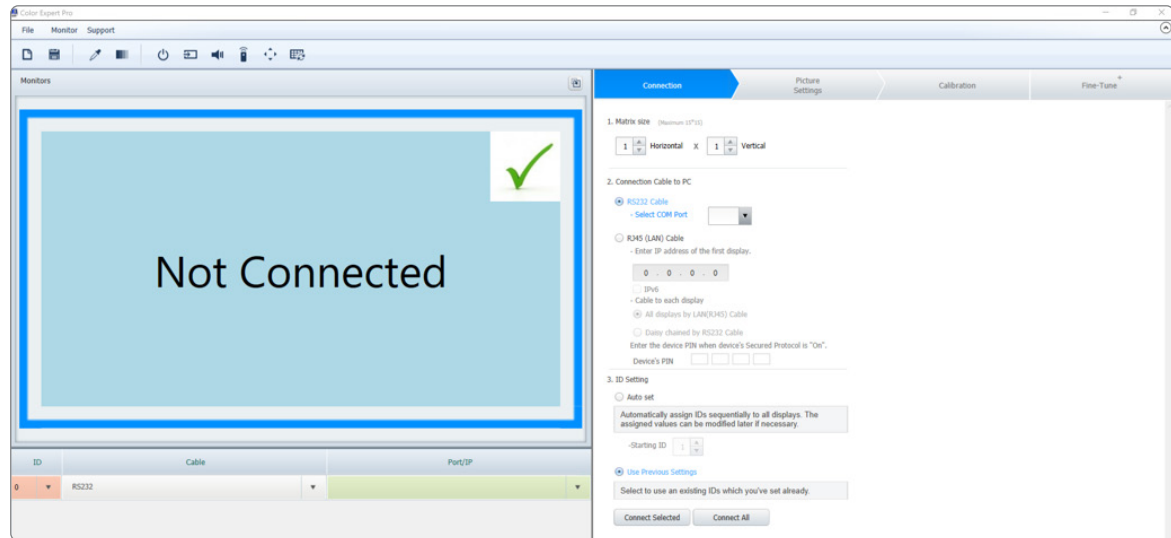 Color Expert Pro
File Monitor Support
Monitors
Not Connected
ID Cable Port/IP
0 RS232
Connection
Picture
Settings
Calibration
Fine-Tune
1. Matrix size (Maximum 15*15)
1 Horizontal X 1 Vertical
2. Connection Cable to PC
RS232 Cable
- Select COM Port
RJ45 (LAN) Cable
- Enter IP address of the first display.
0 . 0 . 0 . 0
IPv6
- Cable to each display
All displays by LAN(RJ45) Cable
Daisy chained by RS232 Cable
Enter the device PIN when device's Secured Protocol is "On".
Device's PIN
3. ID Setting
Auto set
Automatically assign IDs sequentially to all displays. The
assigned values can be modified later if necessary.
-Starting ID 1
Use Previous Settings
Select to use an existing IDs which you've set already.
Connect Selected Connect All